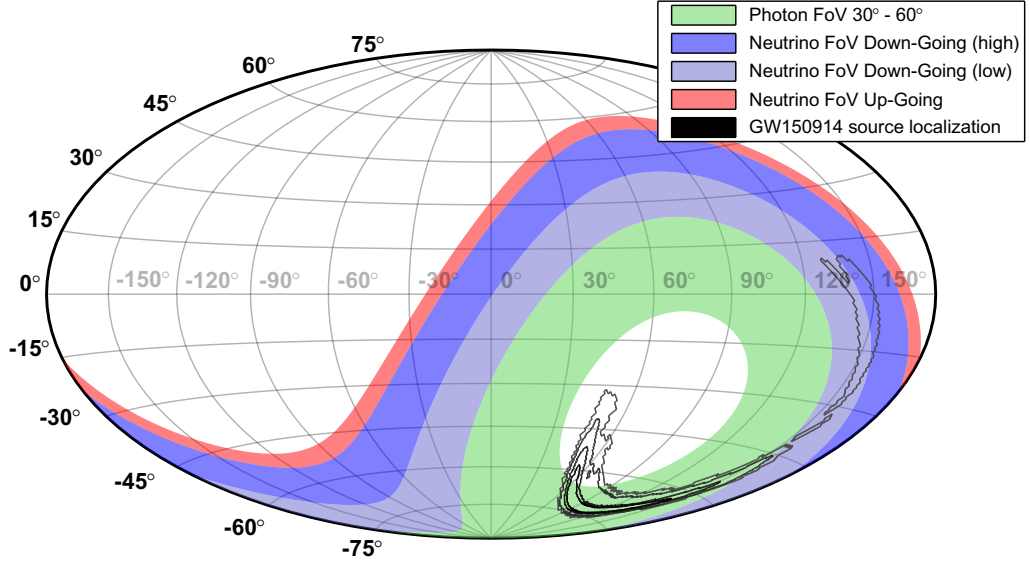 Photon FoV 30° - 60°
Neutrino FoV Down-Going (high)
Neutrino FoV Down-Going (low)
Neutrino FoV Up-Going
GW150914 source localization
75°
60°
45°
30°
15°
0°
-15°
-30°
-45°
-60°
-75°
-150° -120° -90° -30° 0° 30° 60° 90° 120° 150°